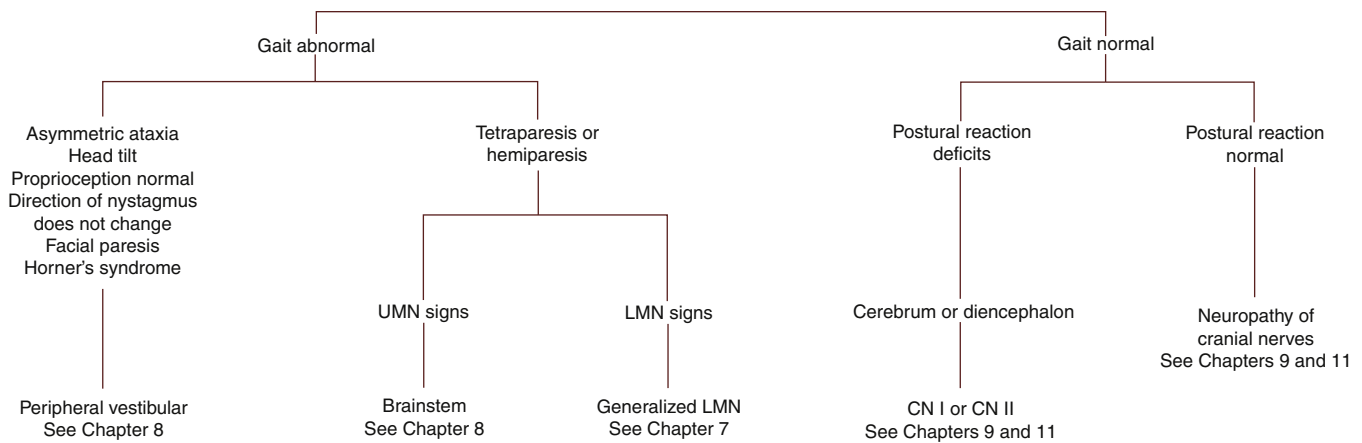 Gait abnormal
Gait normal
Asymmetric ataxia
Head tilt
Proprioception normal
Direction of nystagmus
does not change
Facial paresis
Horner's syndrome
Tetraparesis or
hemiparesis
Postural reaction
deficits
Postural reaction
normal
UMN signs
LMN signs
Cerebrum or diencephalon
Neuropathy of
cranial nerves
See Chapters 9 and 11
Peripheral vestibular
See Chapter 8
Brainstem
See Chapter 8
Generalized LMN
See Chapter 7
CN I or CN II
See Chapters 9 and 11